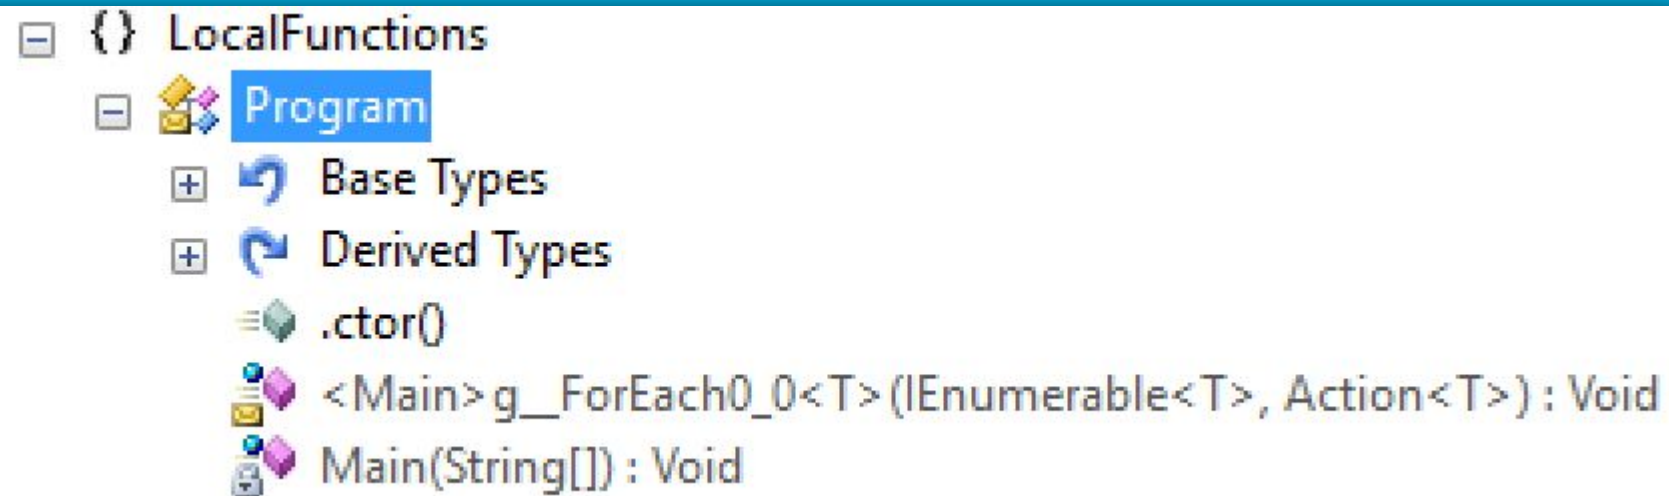 {} LocalFunctions
Program
Base Types
Derived Types
.ctor()
<Main>g__ForEach0_0<T>(IEnumerable<T>, Action<T>) : Void
Main(String[]) : Void